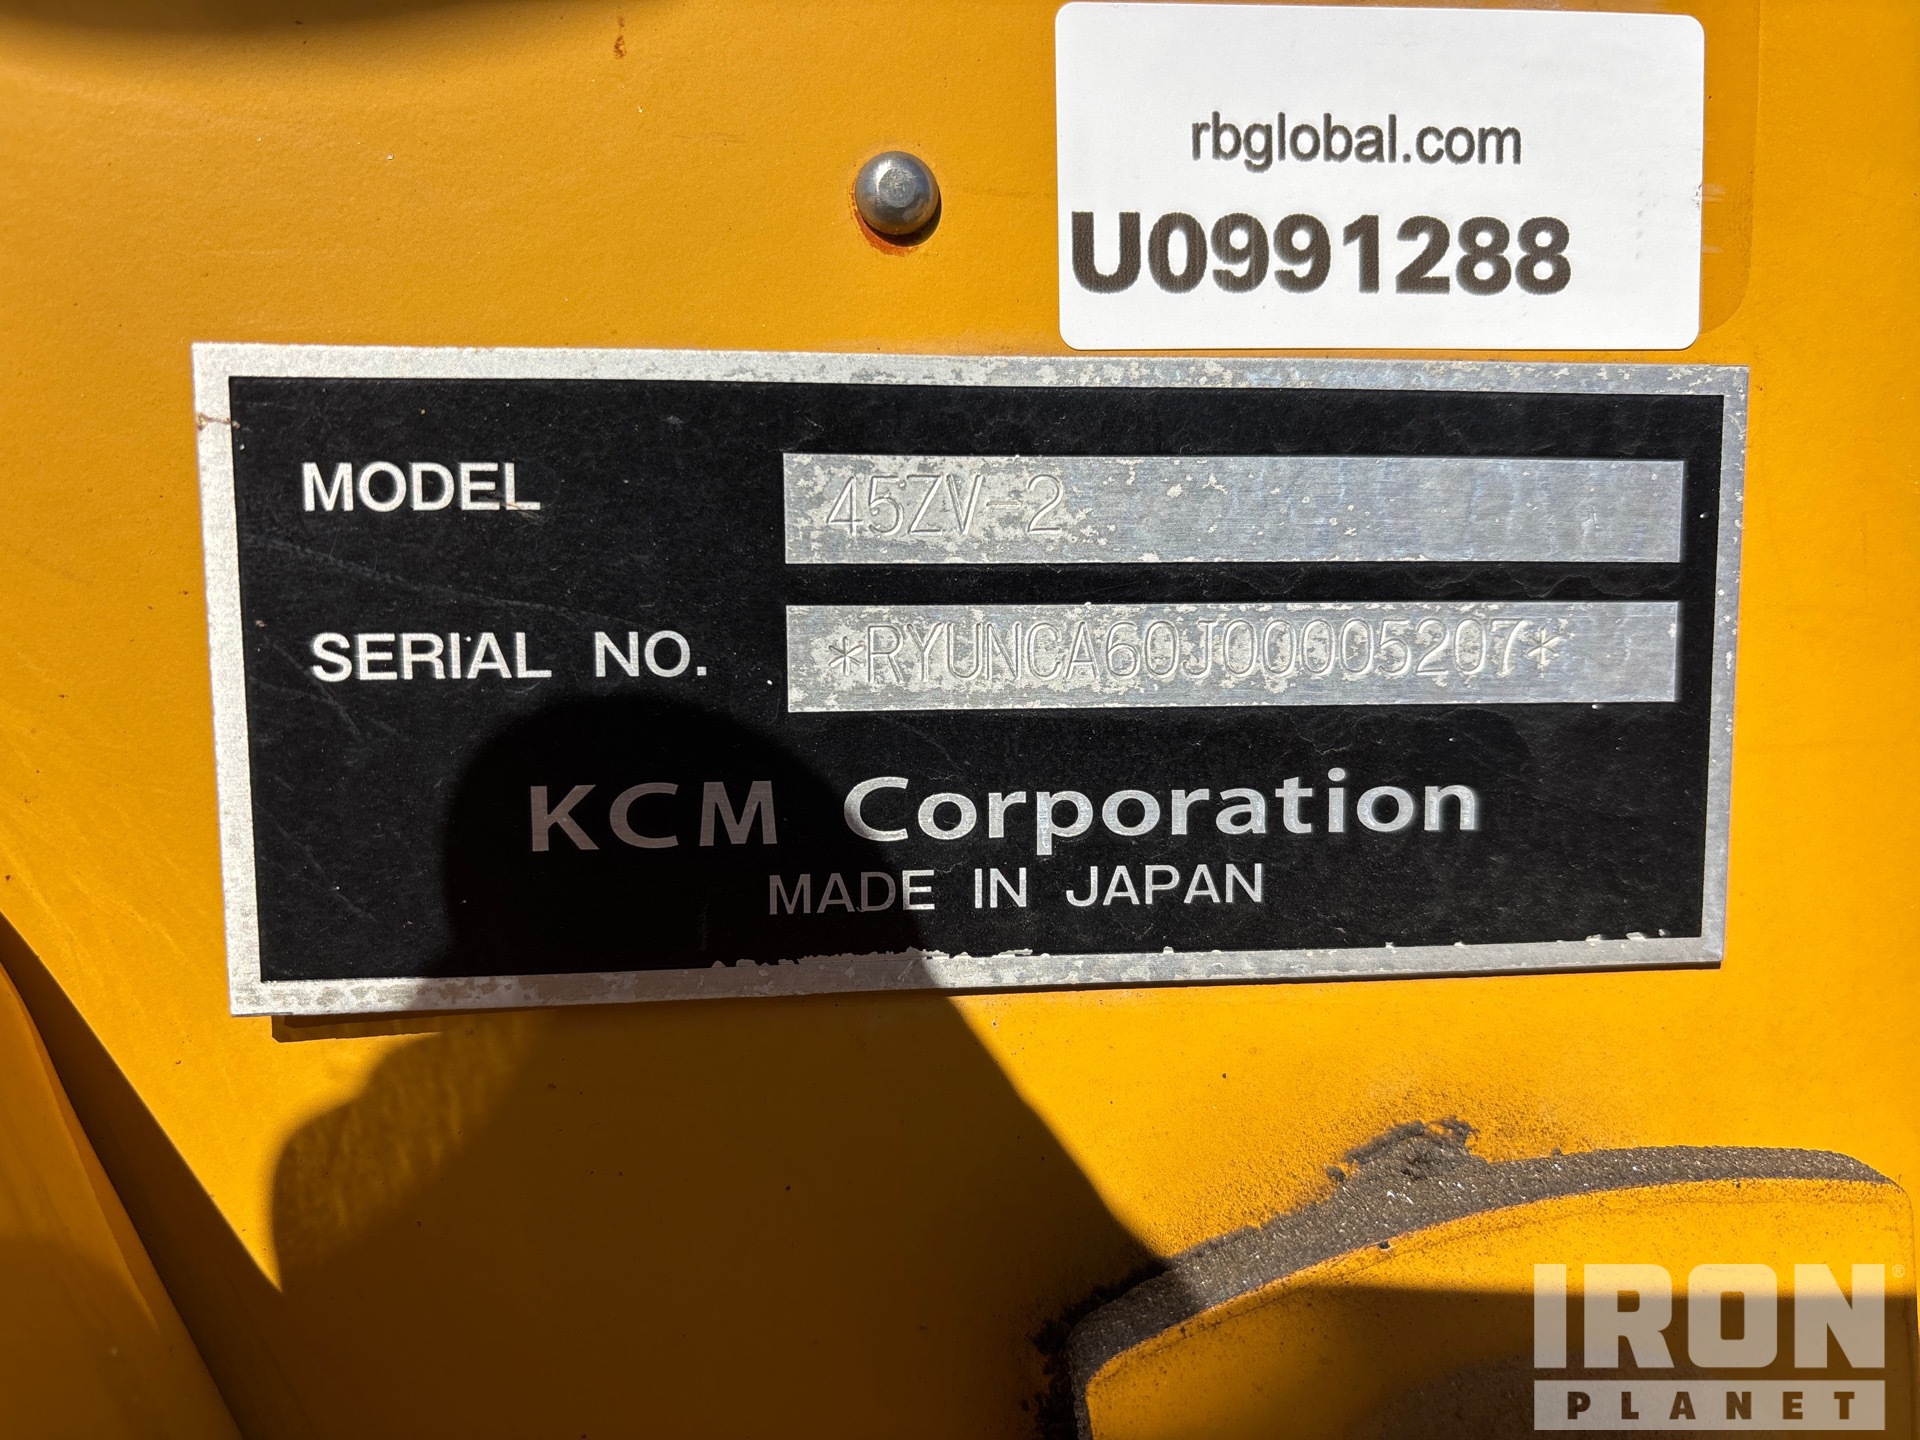 rbglobal.com
U0991288
MODEL 45ZV-2
SERIAL NO. *RYUNCA60J00005207*
KCM Corporation
MADE IN JAPAN
IRON
PLANET